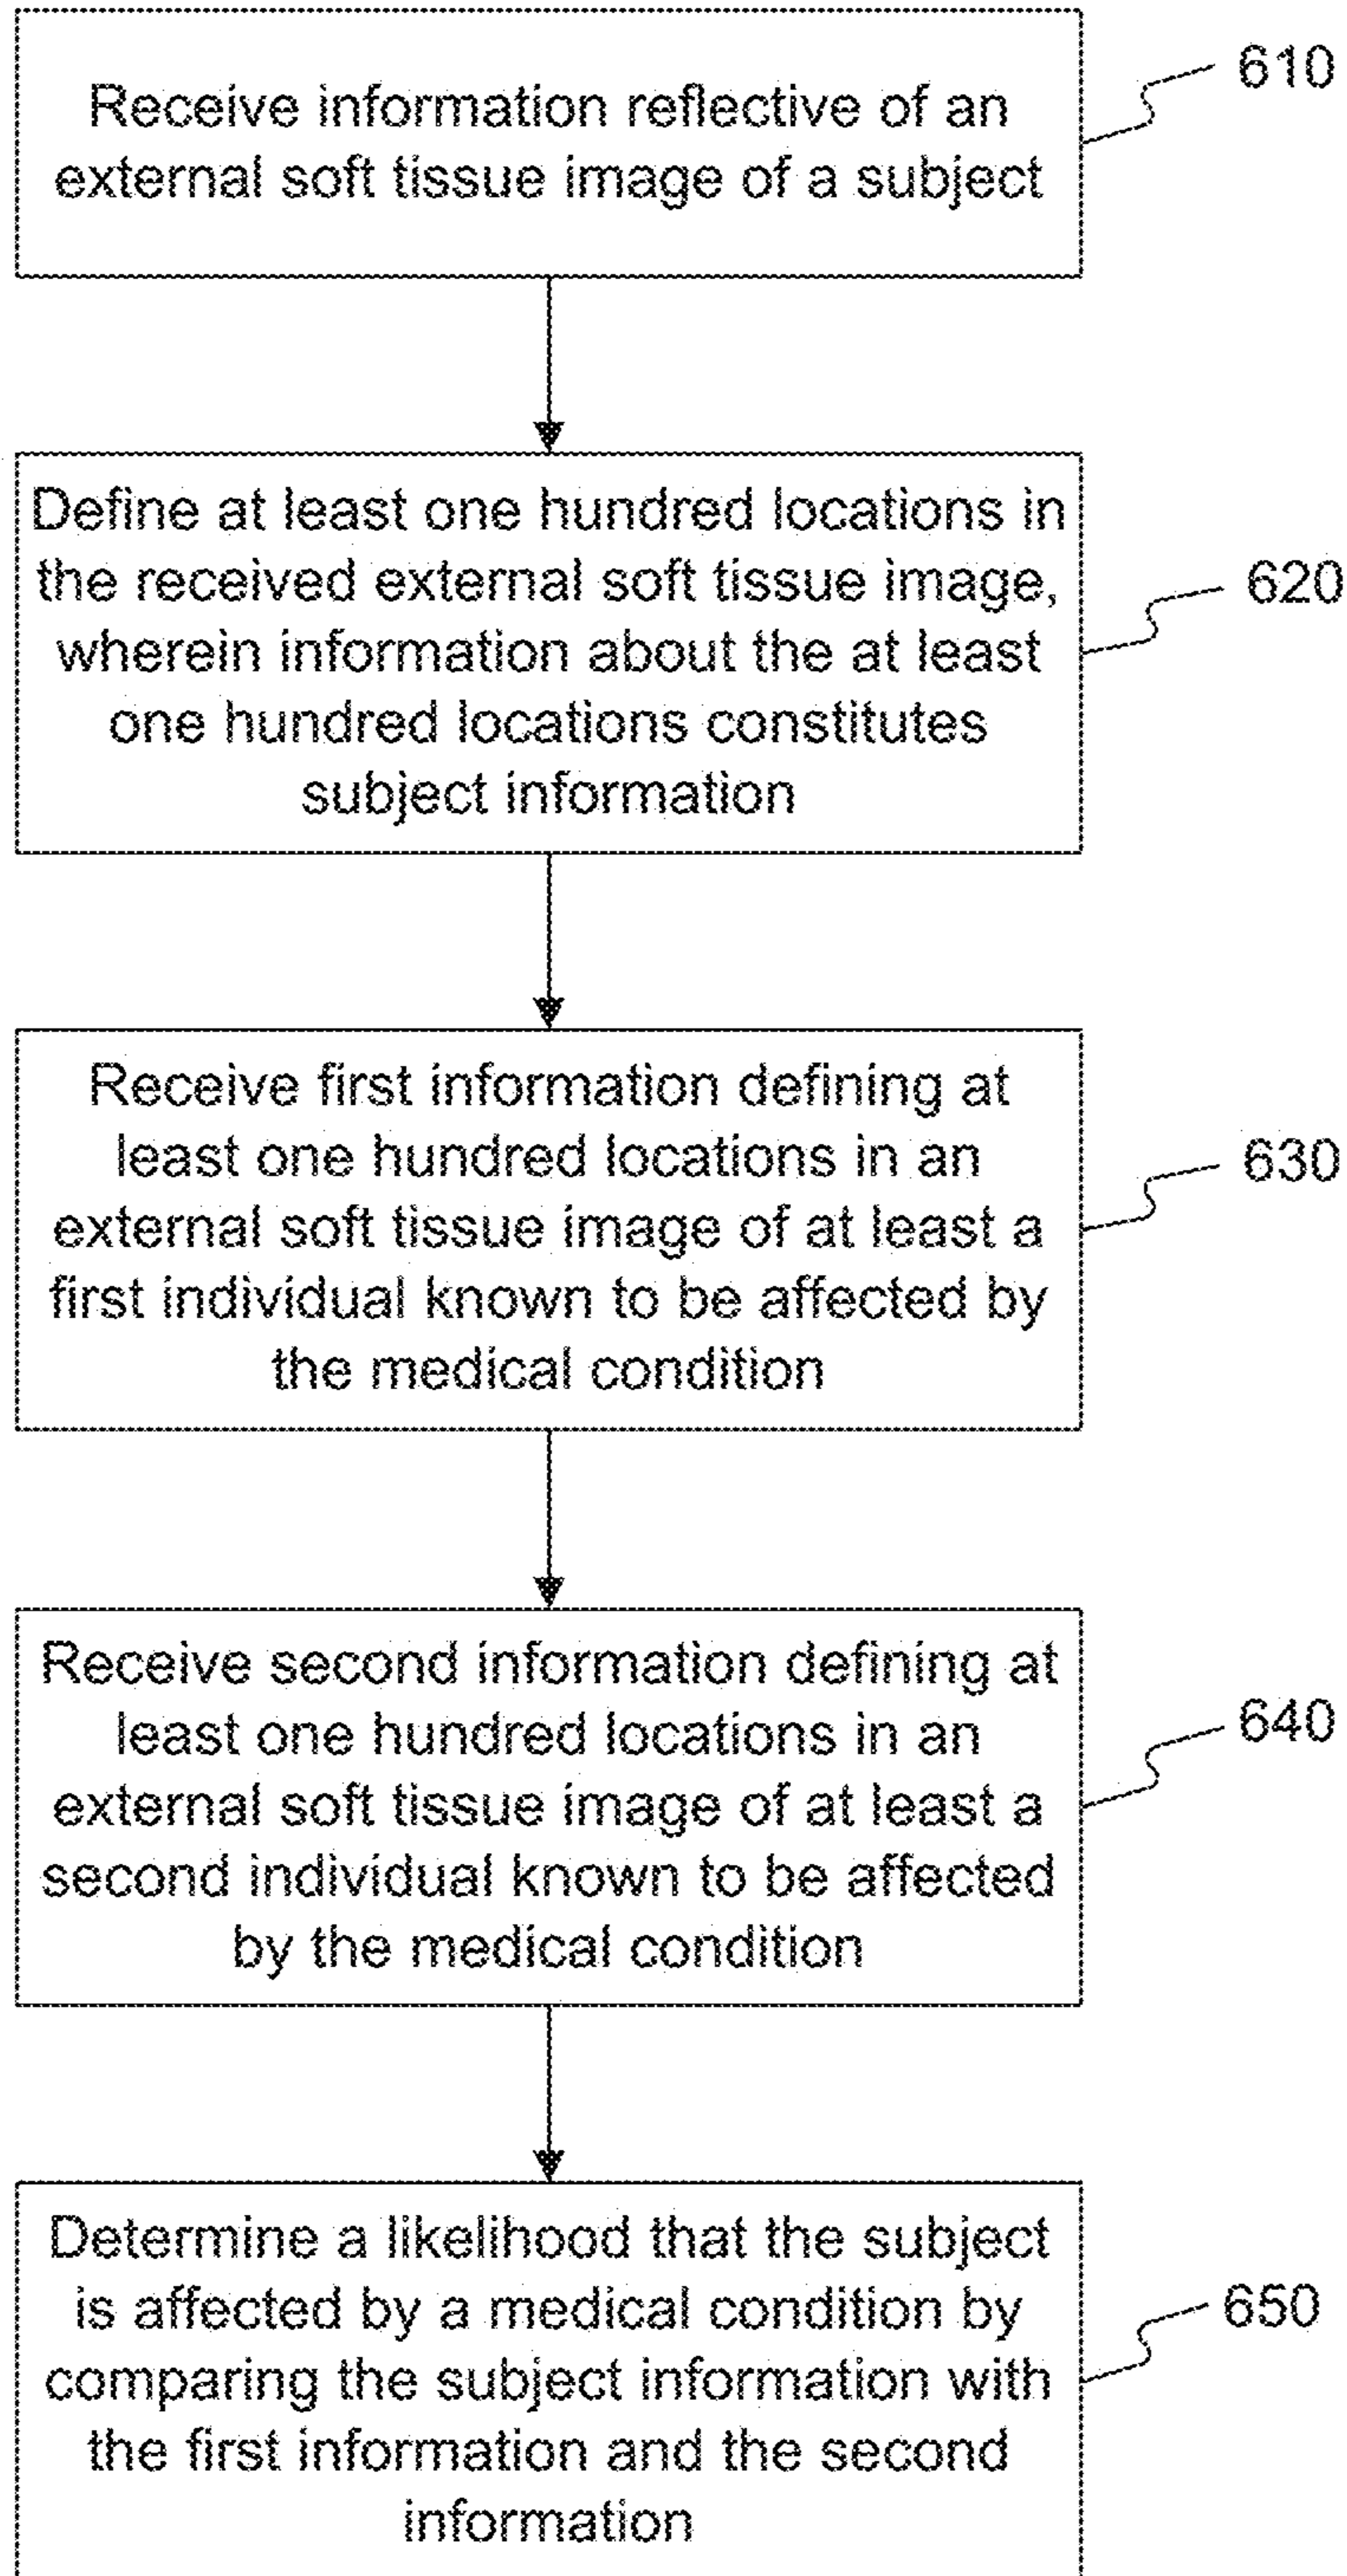 Receive information reflective of an
external soft tissue image of a subject
610
Define at least one hundred locations in
the received external soft tissue image,
wherein information about the at least
one hundred locations constitutes
subject information
620
Receive first information defining at
least one hundred locations in an
external soft tissue image of at least a
first individual known to be affected by
the medical condition
630
Receive second information defining at
least one hundred locations in an
external soft tissue image of at least a
second individual known to be affected
by the medical condition
640
Determine a likelihood that the subject
is affected by a medical condition by
comparing the subject information with
the first information and the second
information
650